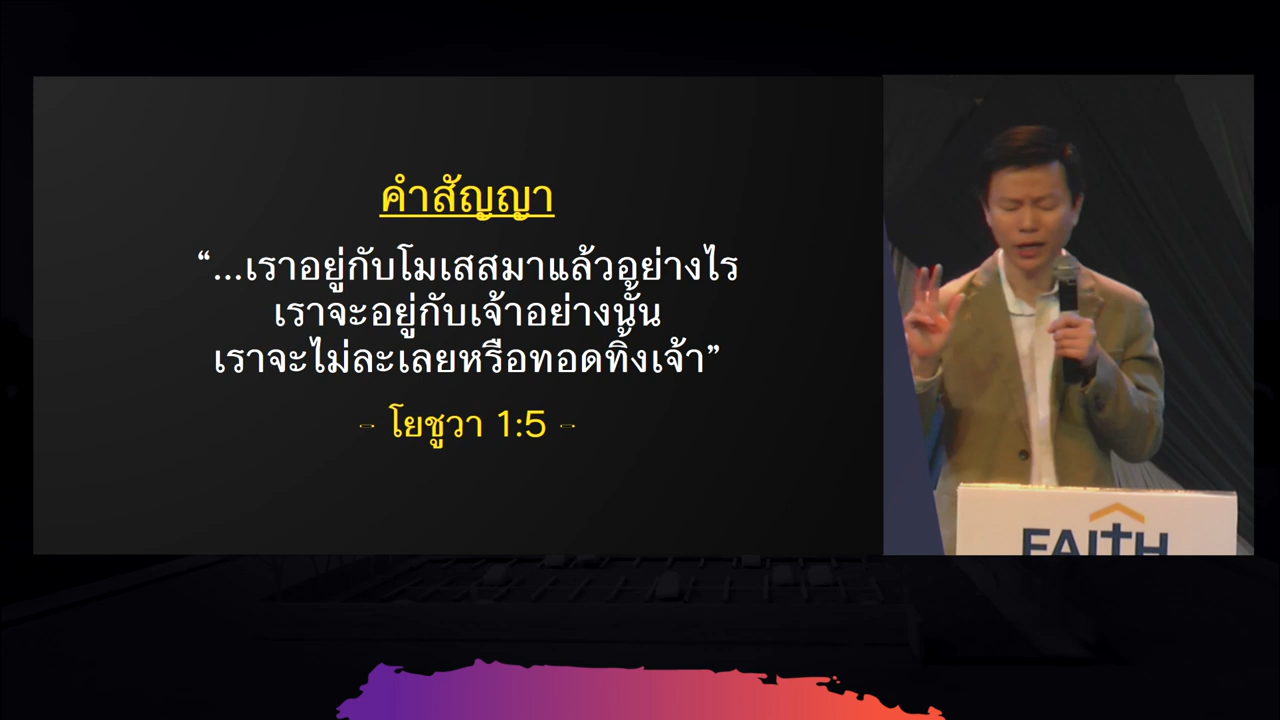 คำสัญญา
“...เราอยู่กับโมเสสมาแล้วอย่างไร
เราจะอยู่กับเจ้าอย่างนั้น
เราจะไม่ละเลยหรือทอดทิ้งเจ้า”
- โยชูวา 1:5 -
FAITH